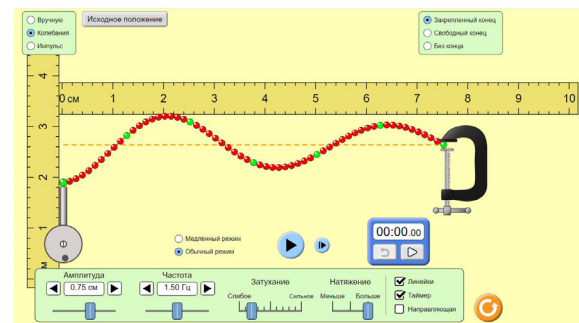 Вручную
Колебания
Импульс
Исходное положение
Закрепленный конец
Свободный конец
Без конца
0 см 1 2 3 4 5 6 7 8 9 10
4
3
2
1
м
Медленный режим
Обычный режим
00:00.00
Амплитуда
0.75 см
Частота
1.50 Гц
Затухание
Слабое Сильное
Натяжение
Меньше Больше
Линейки
Таймер
Направляющая